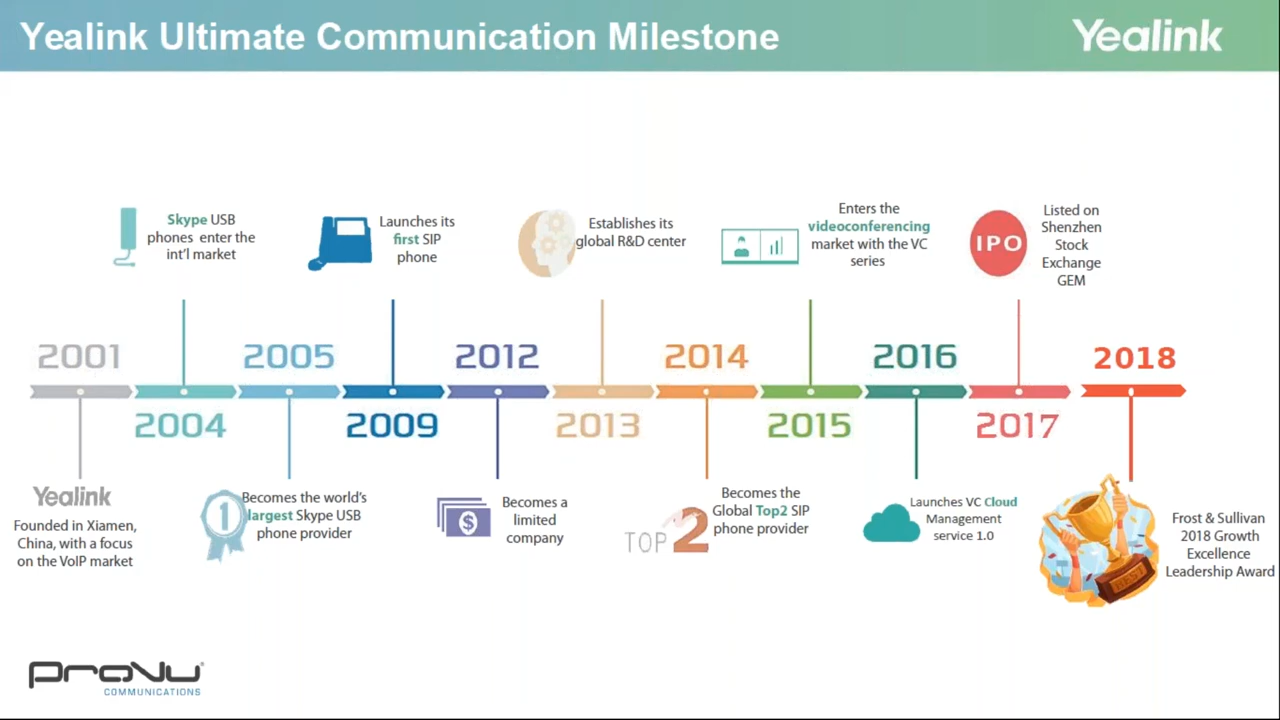 Yealink Ultimate Communication Milestone
Yealink
Skype USB
phones enter the
int'l market
Launches its
first SIP
phone
Establishes its
global R&D center
Enters the
videoconferencing
market with the VC
series
IPO
Listed on
Shenzhen
Stock
Exchange
GEM
2001
2005
2012
2014
2016
2018
2004
2009
2013
2015
2017
Yealink
Founded in Xiamen,
China, with a focus
on the VoIP market
1
Becomes the world's
largest Skype USB
phone provider
$
Becomes a
limited
company
TOP 2
Becomes the
Global Top2 SIP
phone provider
Launches VC Cloud
Management
service 1.0
BEST
Frost & Sullivan
2018 Growth
Excellence
Leadership Award
ProVu®
COMMUNICATIONS